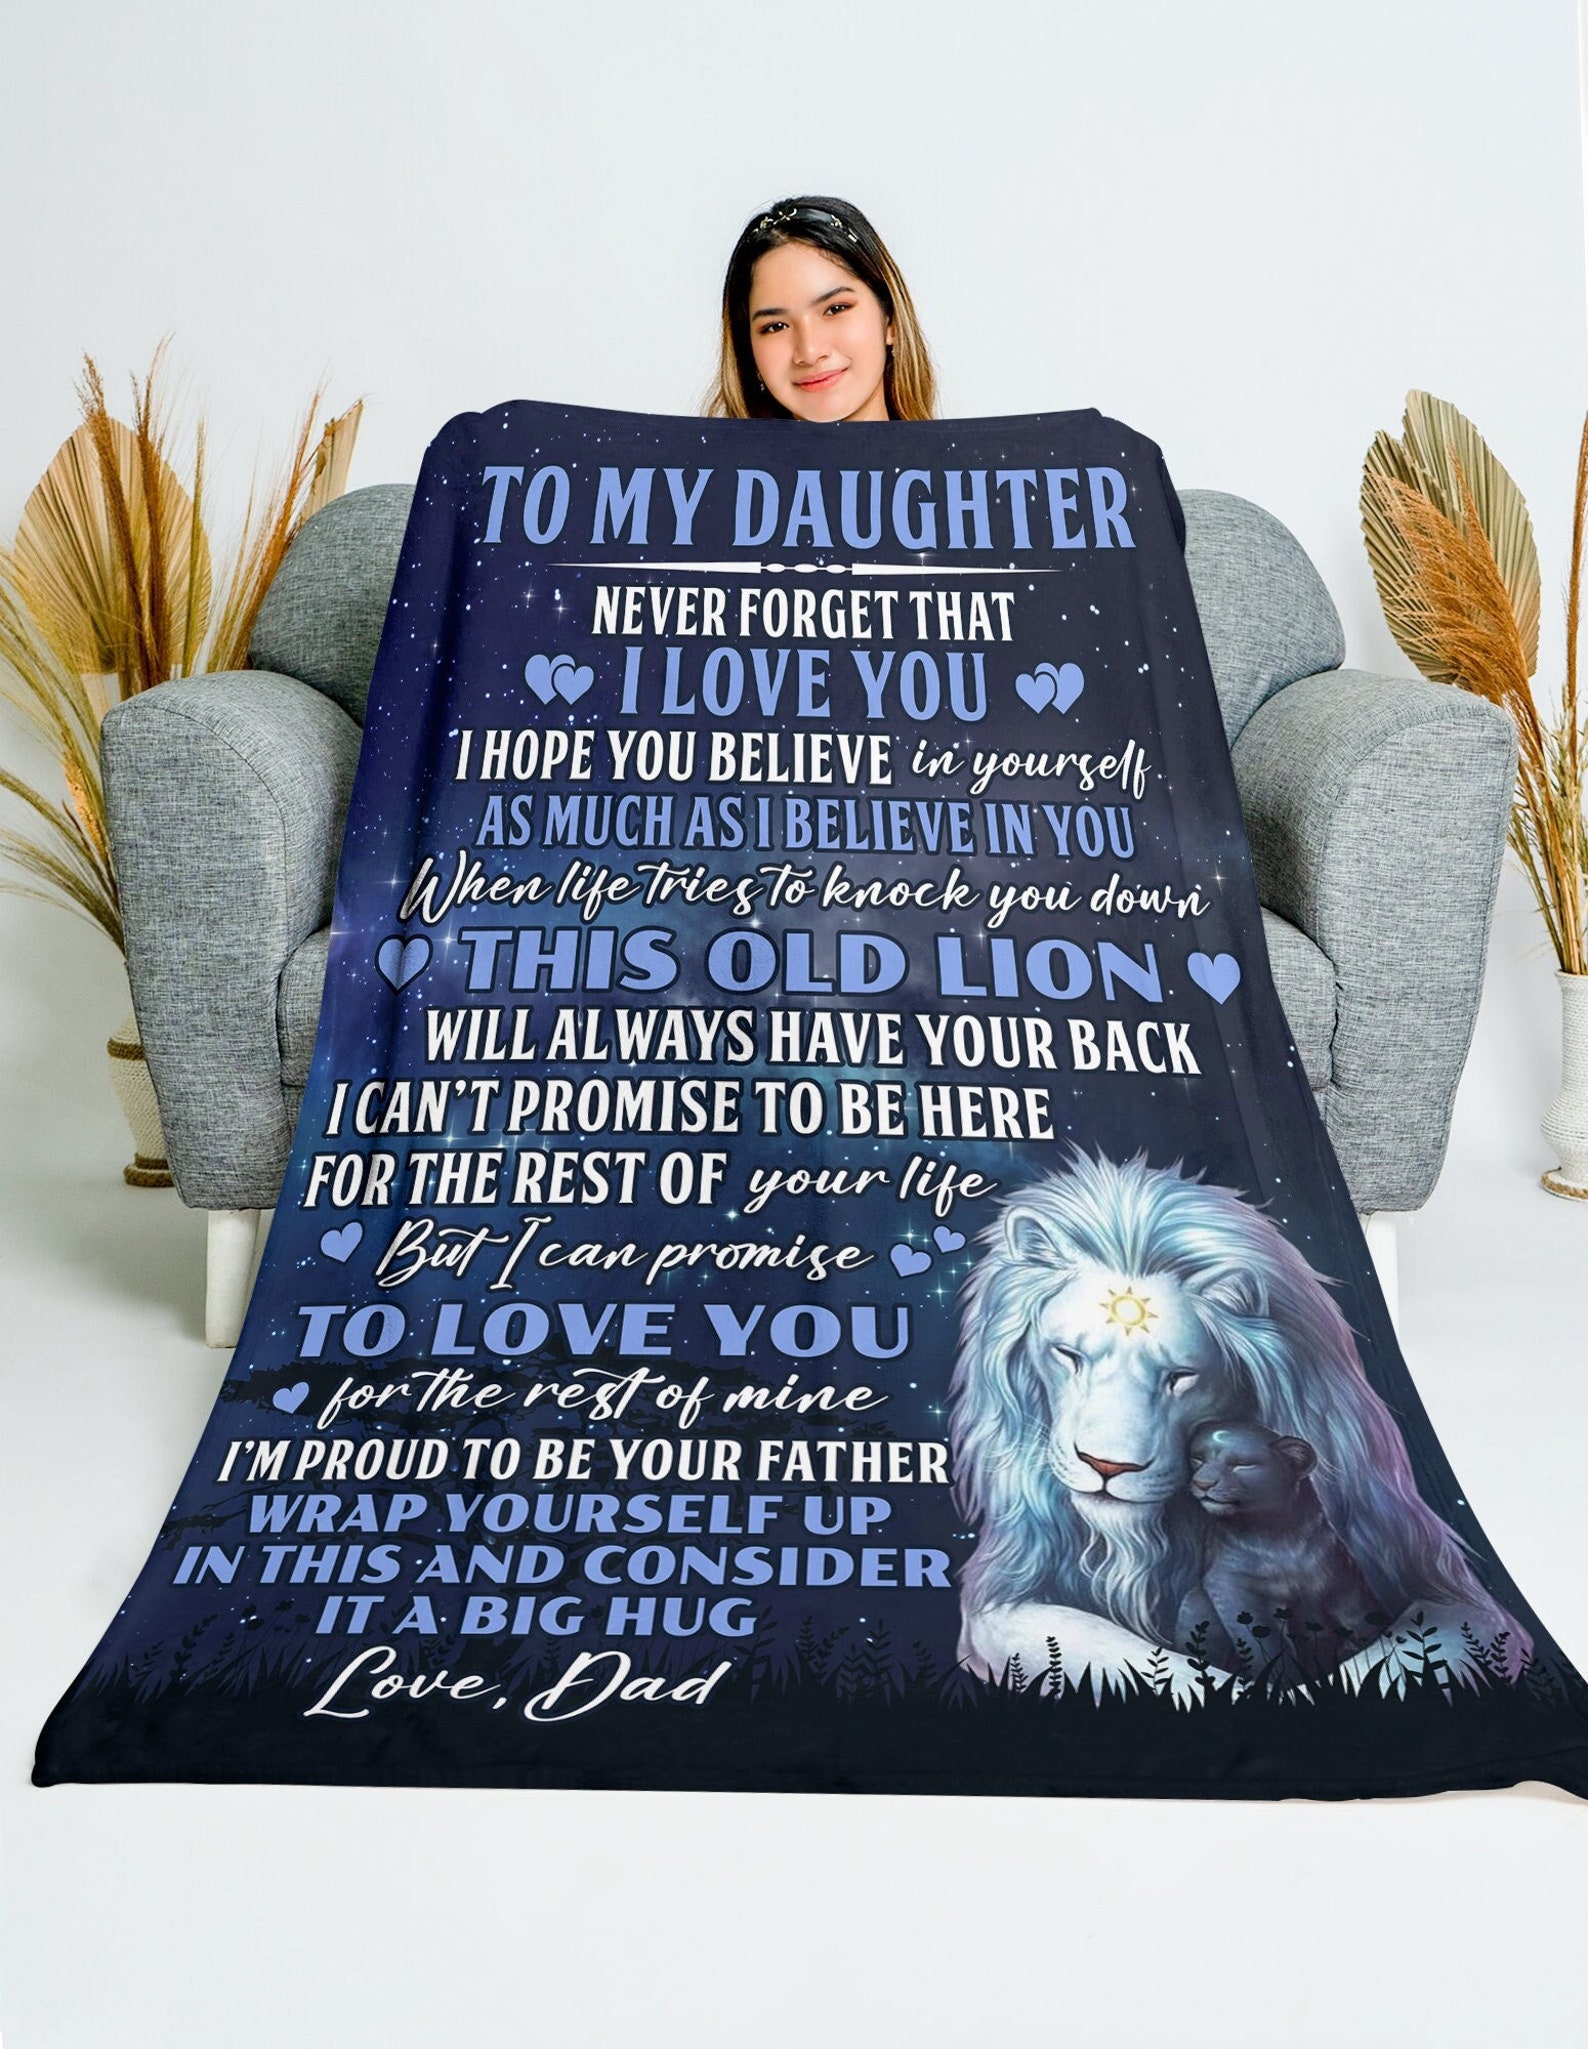 TO MY DAUGHTER
NEVER FORGET THAT
I LOVE YOU
I HOPE YOU BELIEVE in yourself
AS MUCH AS I BELIEVE IN YOU
When life tries to knock you down
THIS OLD LION
WILL ALWAYS HAVE YOUR BACK
I CAN'T PROMISE TO BE HERE
FOR THE REST OF your life
But I can promise
TO LOVE YOU
for the rest of mine
I'M PROUD TO BE YOUR FATHER
WRAP YOURSELF UP
IN THIS AND CONSIDER
IT A BIG HUG
Love, Dad